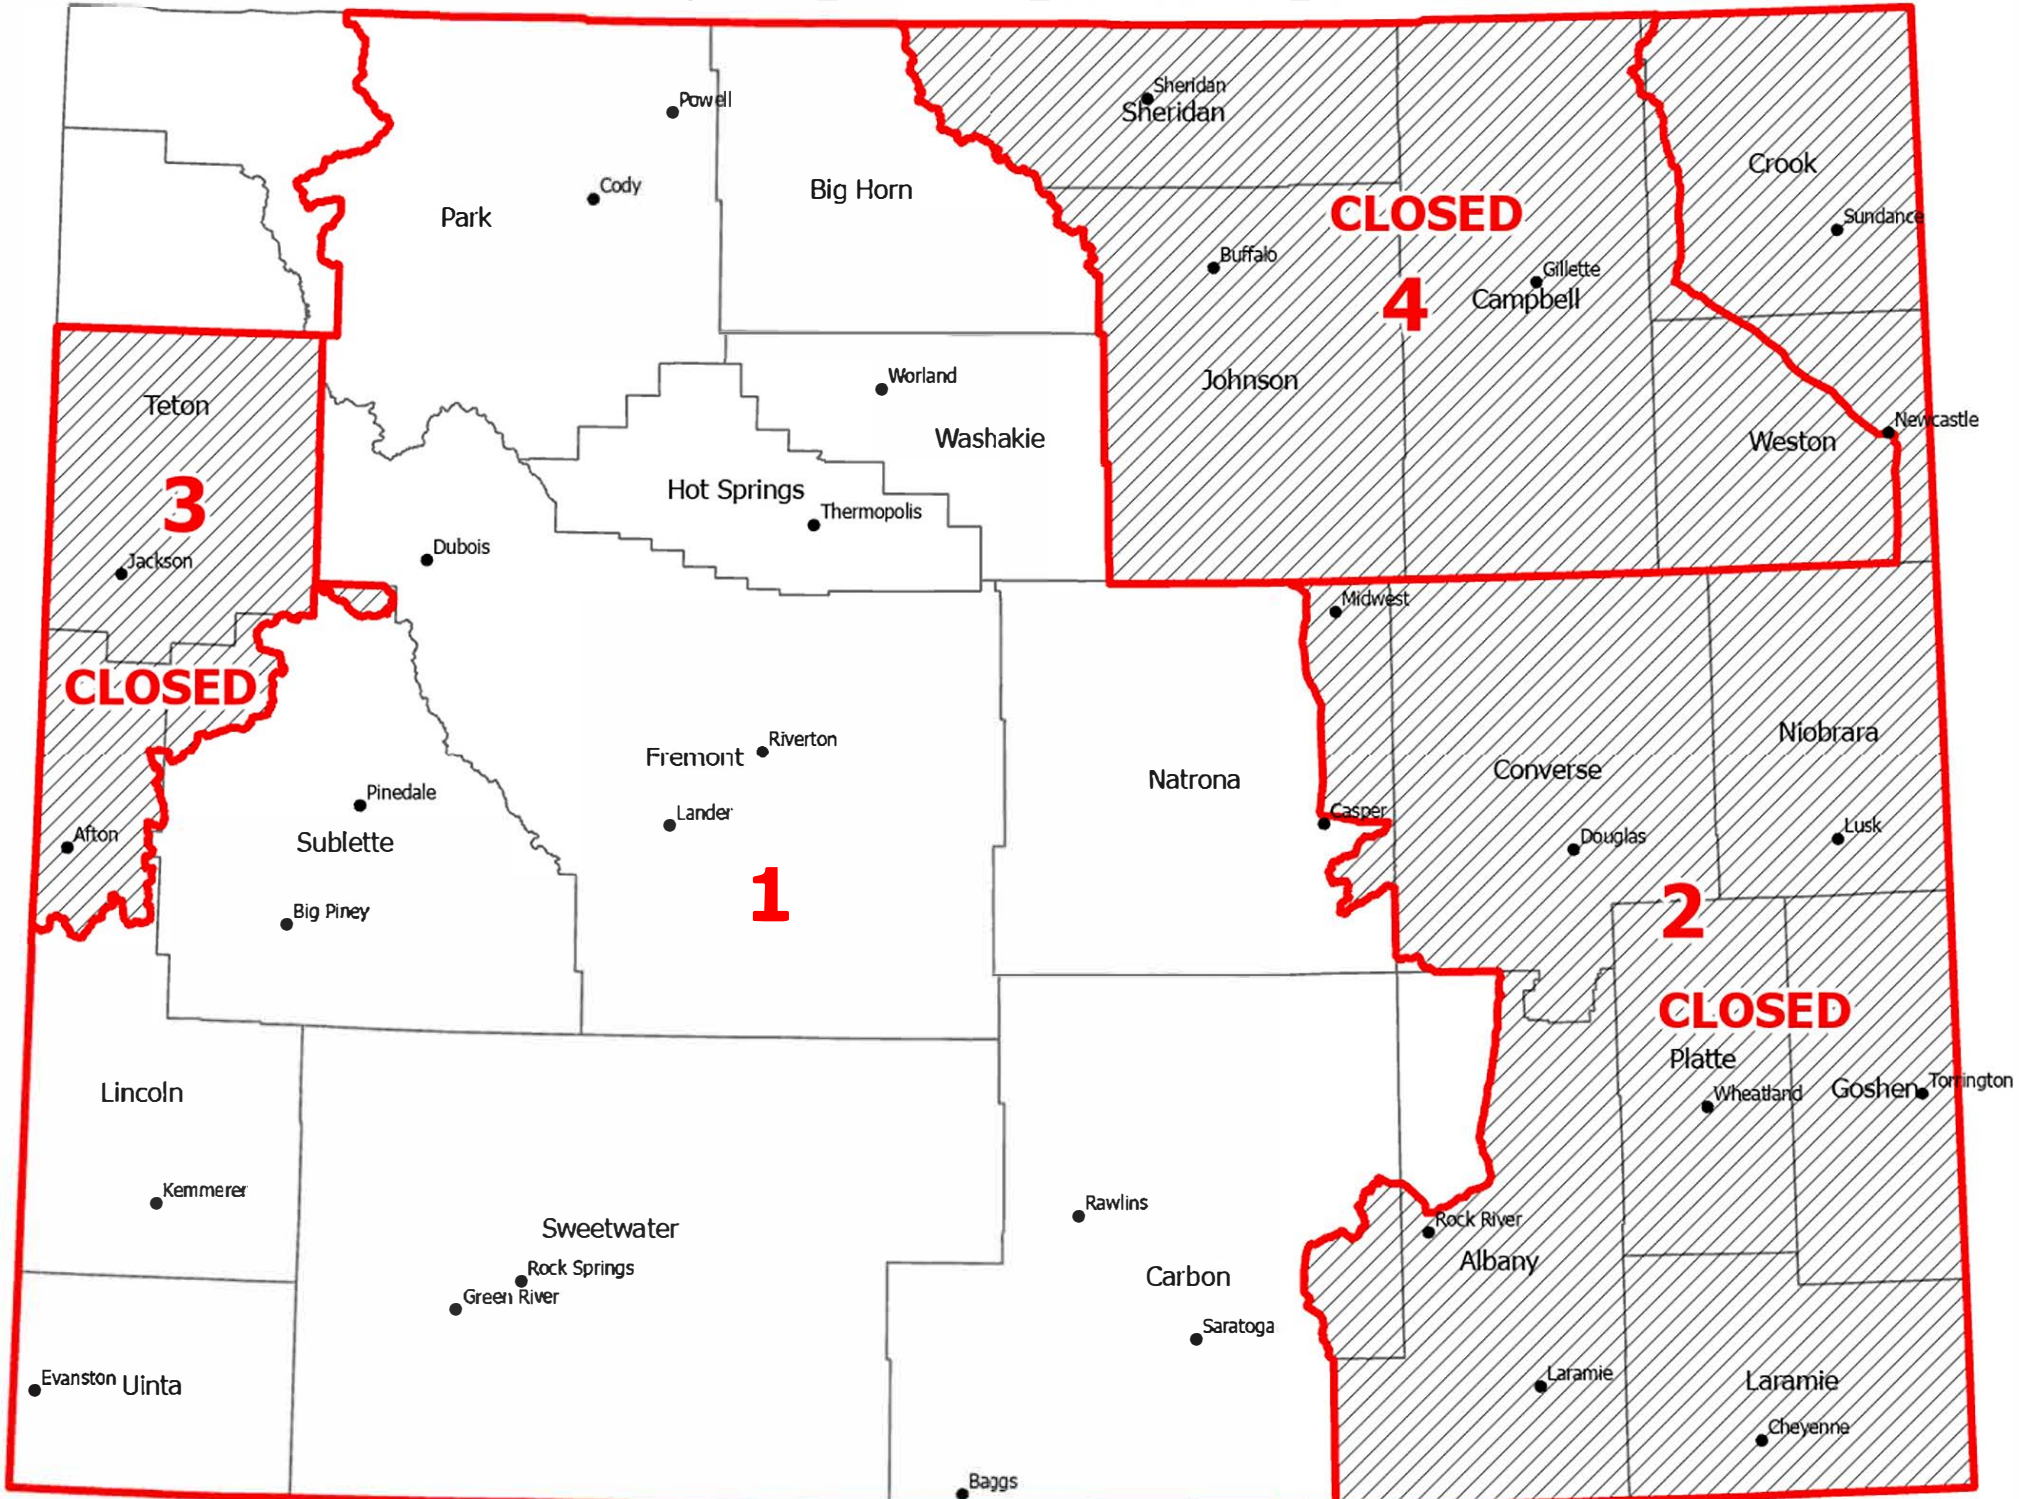 Powell
Cody
Park
Big Horn
Sheridan
Sheridan
Crook
Sundance
CLOSED
4
Buffalo
Gillette
Campbell
Johnson
Newcastle
Weston
Teton
3
Jackson
CLOSED
Afton
Worland
Washakie
Hot Springs
Thermopolis
Dubois
Fremont
Riverton
Lander
1
Pinedale
Sublette
Big Piney
Natrona
Midwest
Casper
Converse
Douglas
Niobrara
Lusk
2
CLOSED
Platte
Wheatland
Goshen
Torrington
Lincoln
Kemmerer
Sweetwater
Rock Springs
Green River
Evanston
Uinta
Rawlins
Carbon
Saratoga
Baggs
Rock River
Albany
Laramie
Laramie
Cheyenne